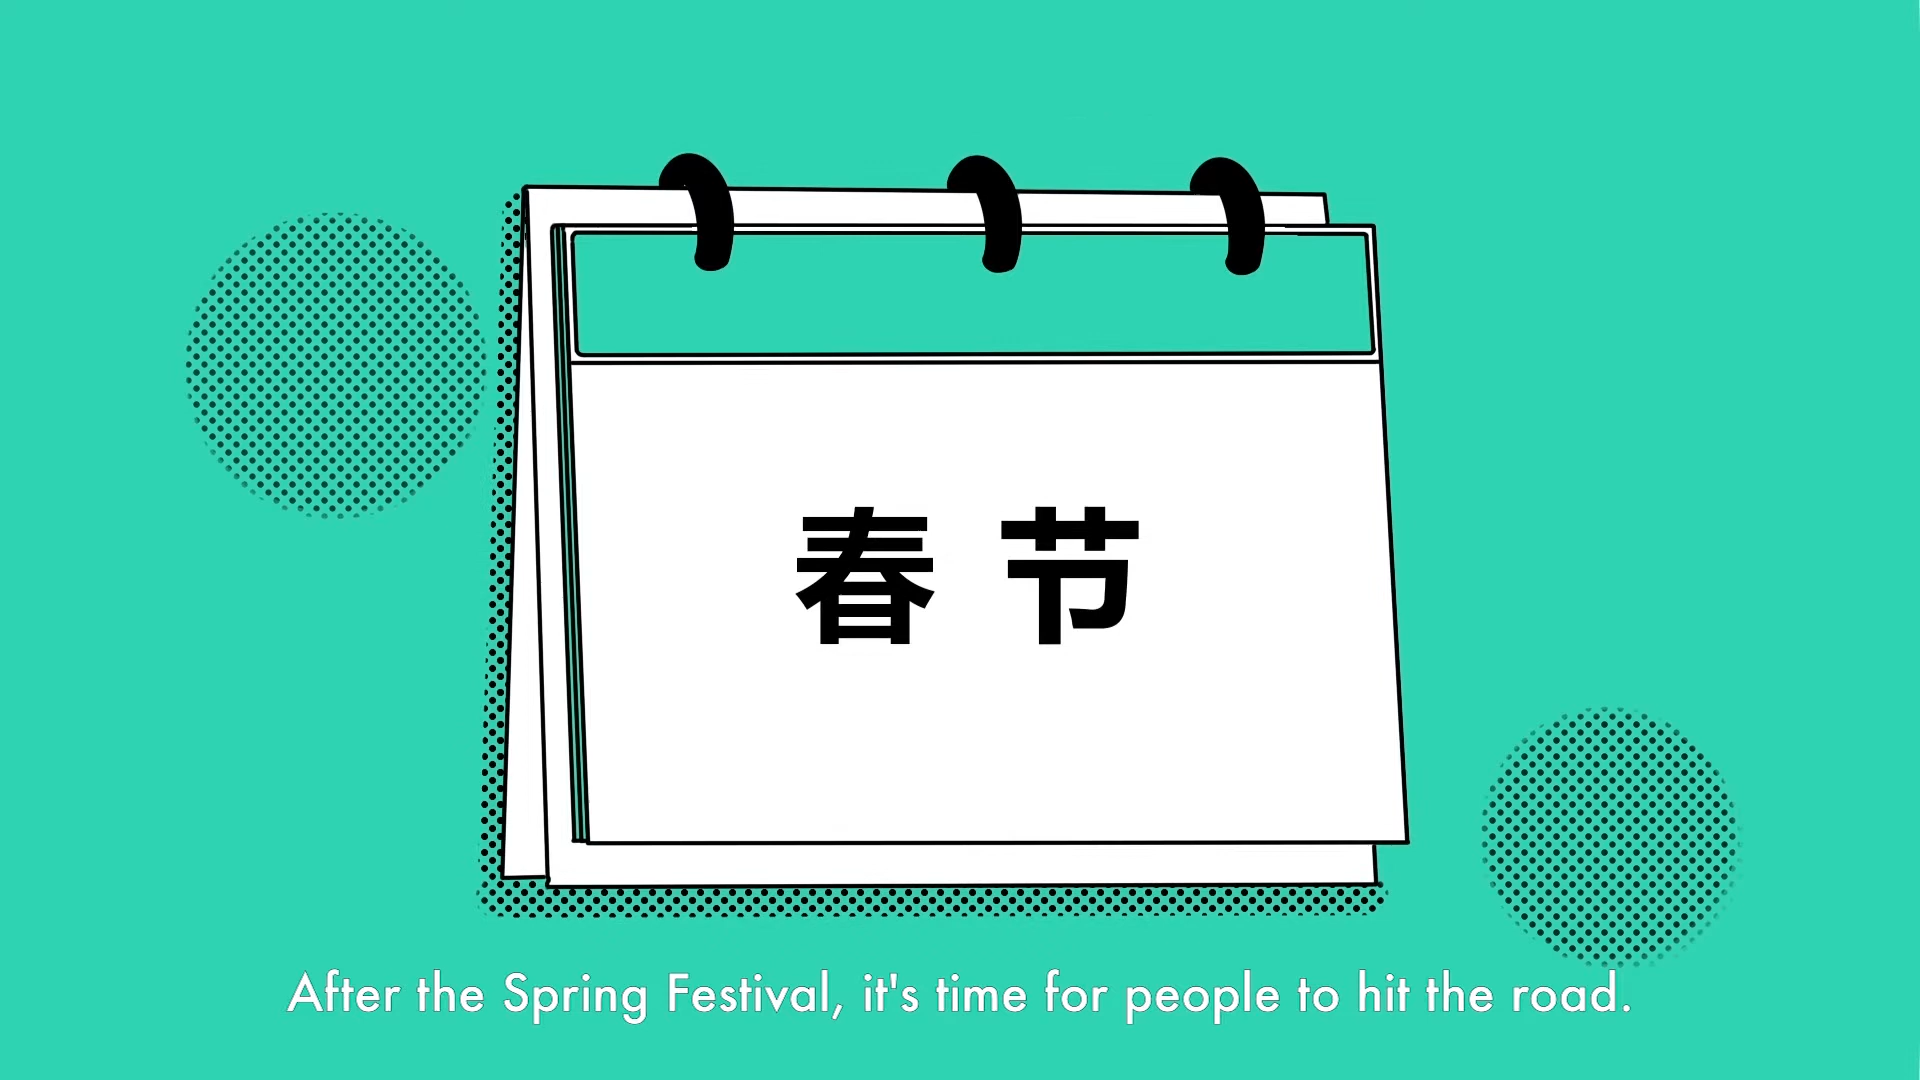 春节
After the Spring Festival, it's time for people to hit the road.